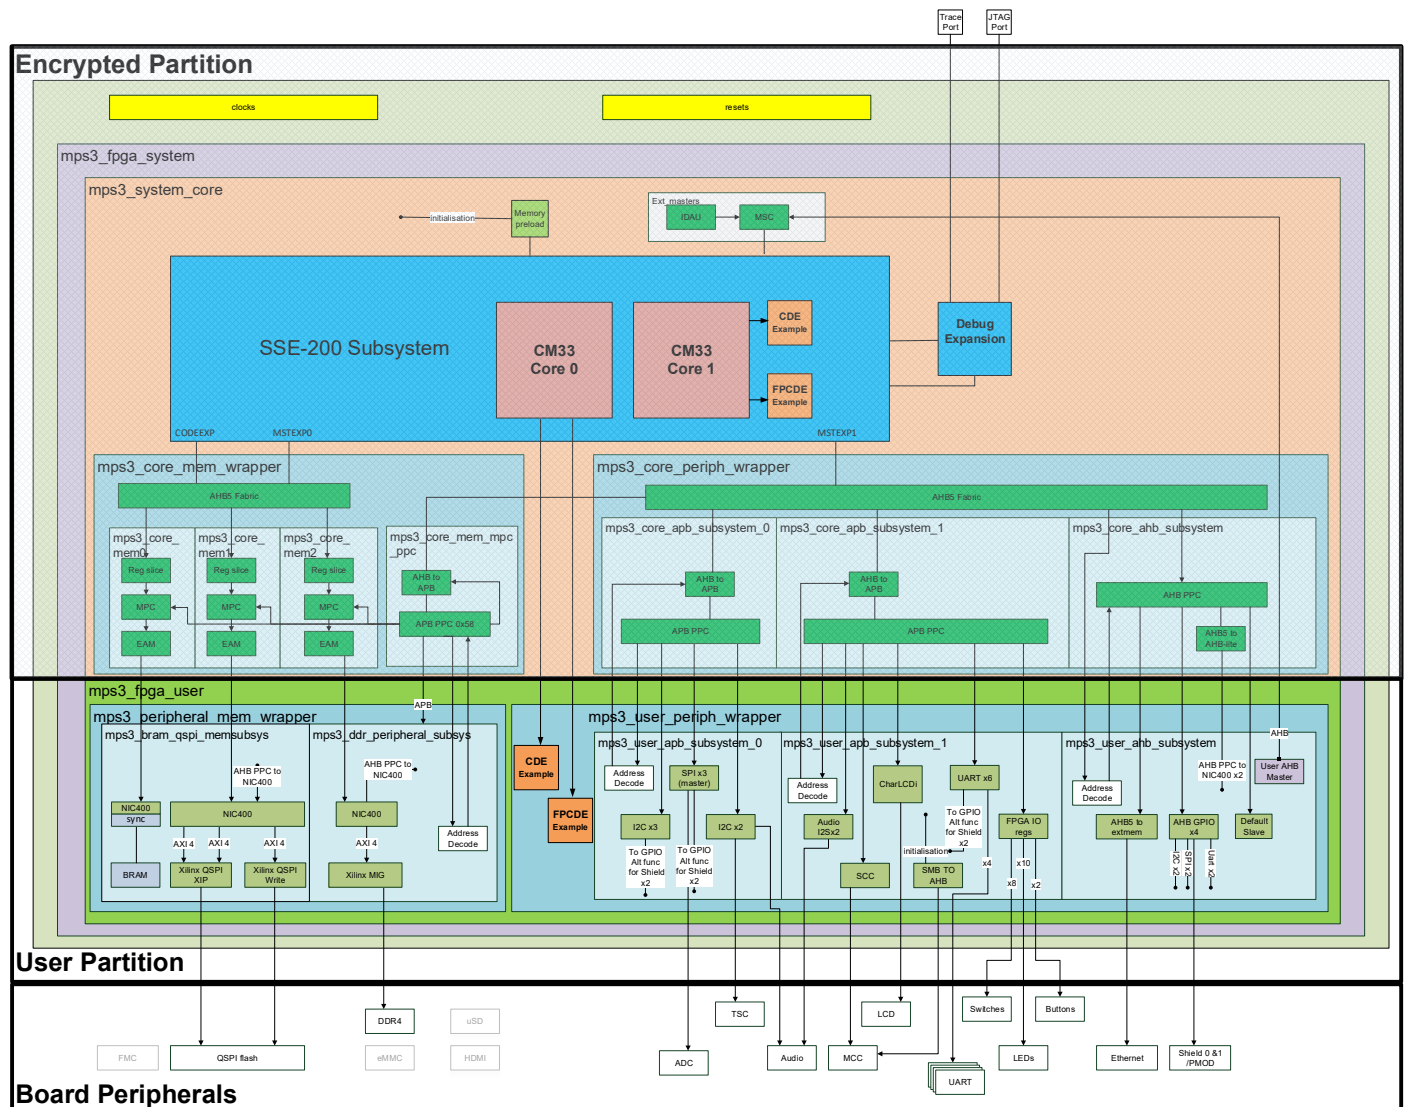 Trace
Port
JTAG
Port
Encrypted Partition
clocks
resets
mps3_fpga_system
mps3_system_core
initialisation
Memory
preload
Ext_masters
IDAU
MSC
SSE-200 Subsystem
CM33
Core 0
CM33
Core 1
CDE
Example
FPCDE
Example
Debug
Expansion
CODEEXP
MSTEXP0
MSTEXP1
mps3_core_mem_wrapper
AHB5 Fabric
mps3_core_
mem0
mps3_core_
mem1
mps3_core_
mem2
mps3_core_mem_mpc
_ppc
Reg slice
Reg slice
Reg slice
MPC
MPC
MPC
EAM
EAM
EAM
AHB to
APB
APB PPC 0x58
mps3_core_periph_wrapper
AHB5 Fabric
mps3_core_apb_subsystem_0
mps3_core_apb_subsystem_1
mps3_core_ahb_subsystem
AHB to
APB
AHB to
APB
APB PPC
APB PPC
AHB PPC
AHB5 to
AHB-lite
mps3_fpga_user
APB
mps3_peripheral_mem_wrapper
mps3_bram_qspi_memsubsys
mps3_ddr_peripheral_subsys
AHB PPC to
NIC400
AHB PPC to
NIC400
NIC400
sync
NIC400
NIC400
AXI 4
AXI 4
AXI 4
BRAM
Xilinx QSPI
XIP
Xilinx QSPI
Write
Xilinx MIG
Address
Decode
CDE
Example
FPCDE
Example
mps3_user_periph_wrapper
mps3_user_apb_subsystem_0
mps3_user_apb_subsystem_1
mps3_user_ahb_subsystem
AHB
Address
Decode
SPI x3
(master)
I2C x3
I2C x2
To GPIO
Alt func
for Shield
x2
To GPIO
Alt func
for Shield
x2
Address
Decode
CharLCDi
UART x6
Audio
I2Sx2
To GPIO
Alt func
for Shield
x2
FPGA IO
regs
initialisation
SCC
SMB TO
AHB
x4
x8
x10
x2
Address
Decode
AHB PPC to
NIC400 x2
User AHB
Master
AHB5 to
extmem
AHB GPIO
x4
Default
Slave
I2C x2
SPI x2
Uart x2
User Partition
DDR4
uSD
FMC
QSPI flash
eMMC
HDMI
TSC
LCD
Switches
Buttons
ADC
Audio
MCC
UART
LEDs
Ethernet
Shield 0 &1
/PMOD
Board Peripherals